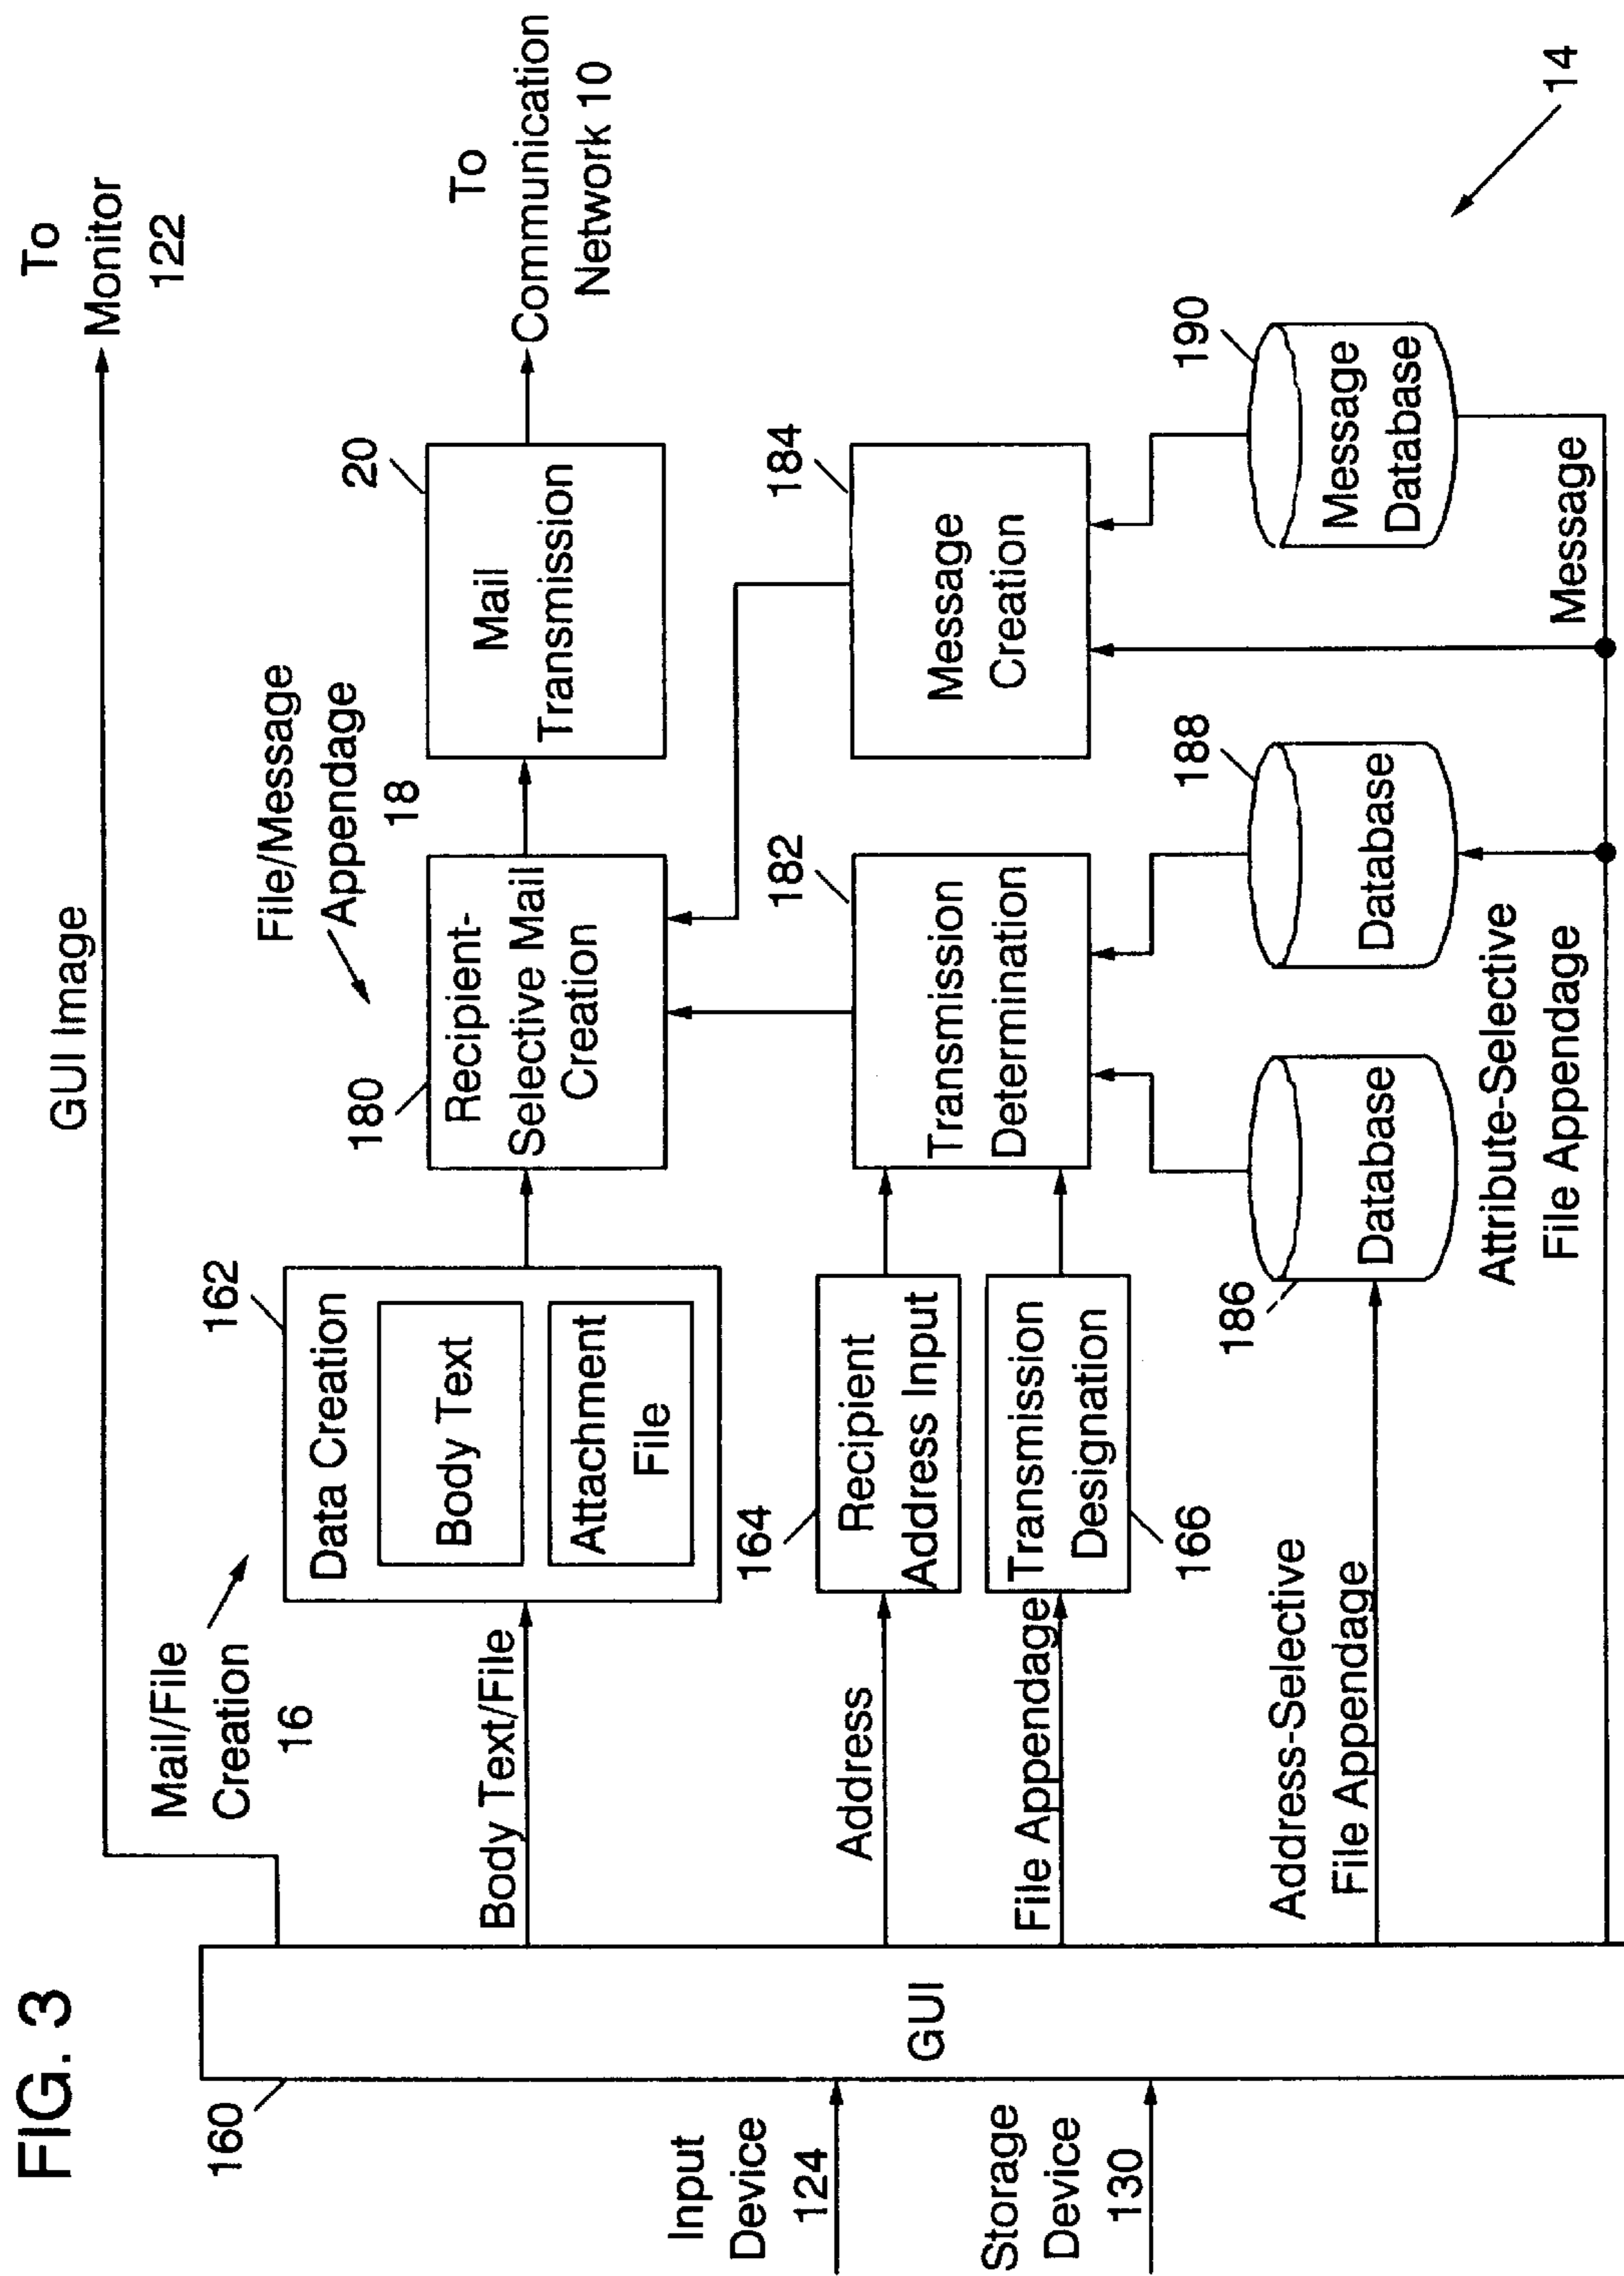 FIG. 3
160
Input
Device
124
Storage
Device
130
GUI
GUI Image
To
Monitor
122
Mail/File
Creation
16
Body Text/File
162
Data Creation
Body Text
Attachment
File
File/Message
Appendage
18
180
Recipient-
Selective Mail
Creation
20
Mail
Transmission
To
Communication
Network 10
Address
164
Recipient
Address Input
File Appendage
Transmission
Designation
166
182
Transmission
Determination
184
Message
Creation
Address-Selective
File Appendage
186
Database
188
Database
190
Message
Database
Attribute-Selective
File Appendage
Message
14